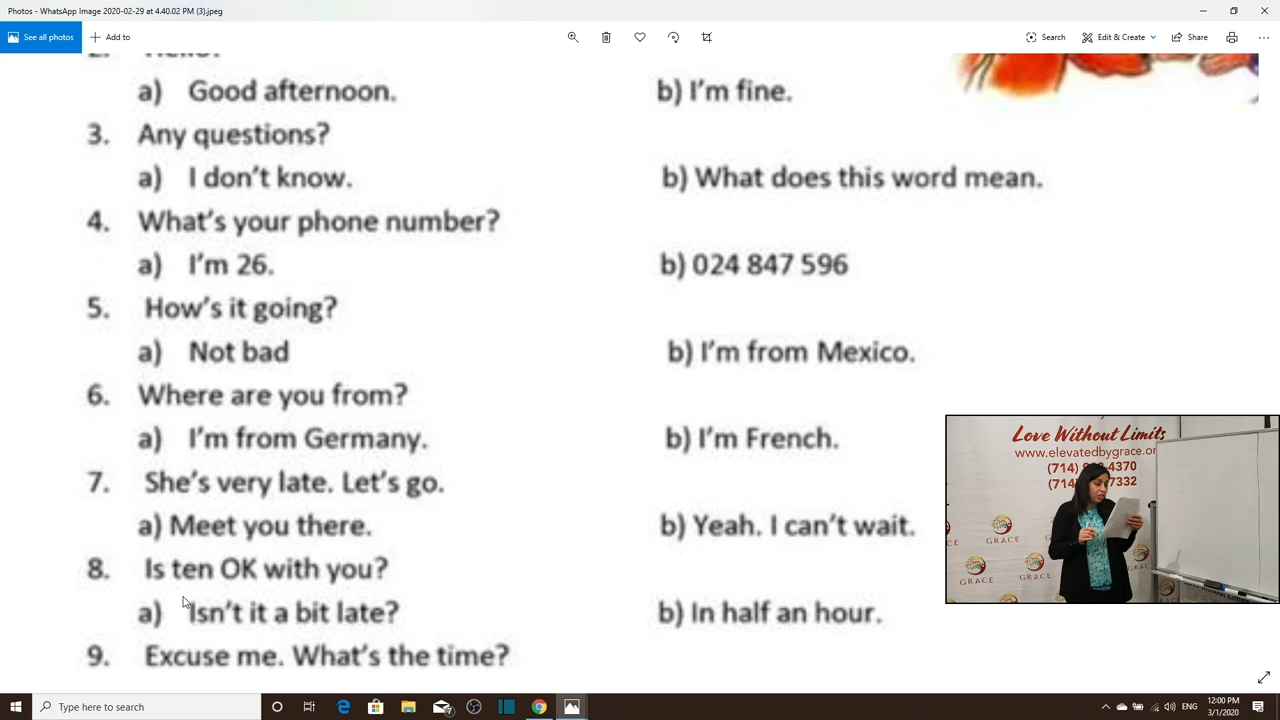 Photos - WhatsApp Image 2020-02-29 at 4.40.02 PM (3).jpeg
See all photos
Add to
Search
Edit & Create
Share
a) Good afternoon.
b) I'm fine.
3. Any questions?
a) I don't know.
b) What does this word mean.
4. What's your phone number?
a) I'm 26.
b) 024 847 596
5. How's it going?
a) Not bad
b) I'm from Mexico.
6. Where are you from?
a) I'm from Germany.
b) I'm French.
7. She's very late. Let's go.
a) Meet you there.
b) Yeah. I can't wait.
8. Is ten OK with you?
a) Isn't it a bit late?
b) In half an hour.
9. Excuse me. What's the time?
Love Without Limits
(714)
4370
(714)
7332
GRACE
GRACE
GRACE
GRACE
Type here to search
ENG
12:00 PM
3/1/2020